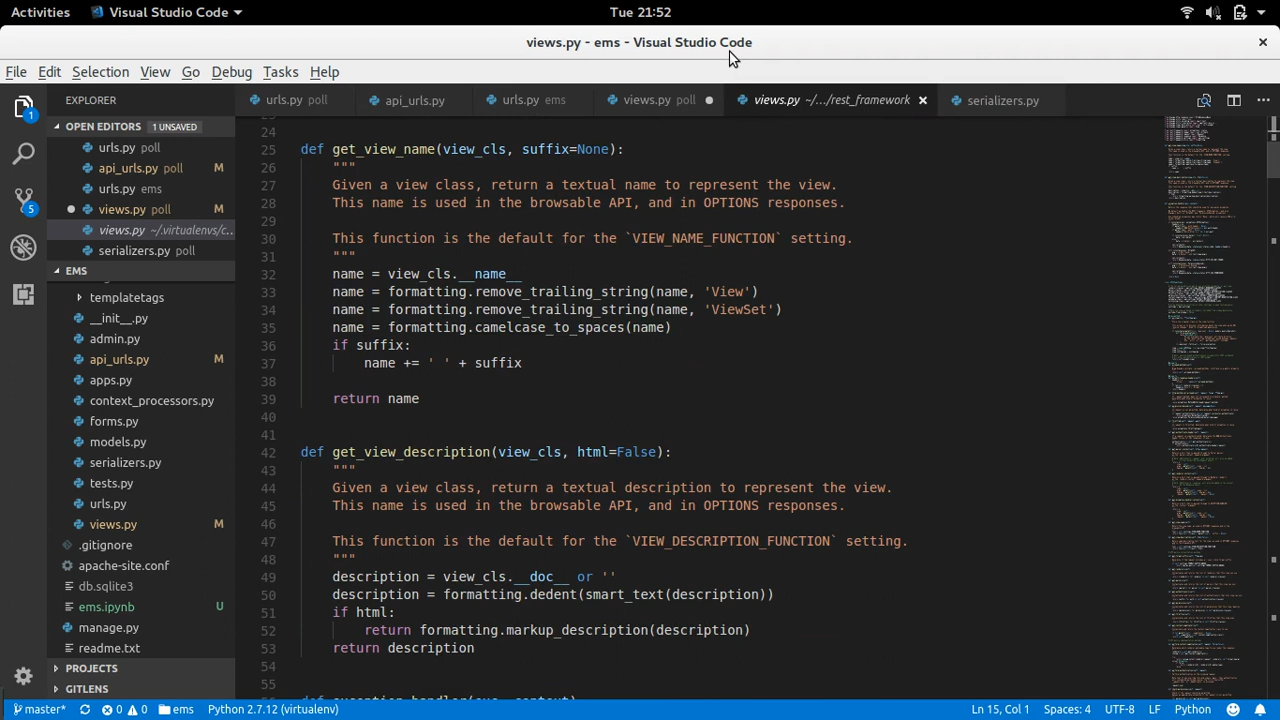 Activities Visual Studio Code Tue 21:52
views.py - ems - Visual Studio Code
File Edit Selection View Go Debug Tasks Help
EXPLORER
OPEN EDITORS 1 UNSAVED
urls.py poll
api_urls.py poll M
urls.py ems
views.py poll M
views.py ~/.virtualenvs/c...
serializers.py poll
EMS
templatetags
__init__.py
admin.py
api_urls.py M
apps.py
context_processors.py
forms.py
models.py
serializers.py
tests.py
urls.py
views.py M
.gitignore
apache-site.conf
db.sqlite3
ems.ipynb U
manage.py
readme.txt
PROJECTS
GITLENS
1
5
urls.py poll api_urls.py urls.py ems views.py poll views.py ~/.../rest_framework serializers.py
24
25 def get_view_name(view_cls, suffix=None):
26 """
27 Given a view class, return a textual name to represent the view.
28 This name is used in the browsable API, and in OPTIONS responses.
29
30 This function is the default for the `VIEW_NAME_FUNCTION` setting.
31 """
32 name = view_cls.__name__
33 name = formatting. e_trailing_string(name, 'View')
34 name = formatting. e_trailing_string(name, 'ViewSet')
35 name = formatting.camelcase_to_spaces(name)
36 if suffix:
37 name += ' ' + suffix
38
39 return name
40
41
42 def get_view_description(view_cls, html=False):
43 """
44 Given a view class, return a textual description to represent the view.
45 This name is used in the browsable API, and in OPTIONS responses.
46
47 This function is the default for the `VIEW_DESCRIPTION_FUNCTION` setting.
48 """
49 description = view_cls.__doc__ or ''
50 description = formatting.dedent(smart_text(description))
51 if html:
52 return formatting.markup_description(description)
53 return description
54
55
master* 0 0 ems Python 2.7.12 (virtualenv) Ln 15, Col 1 Spaces: 4 UTF-8 LF Python